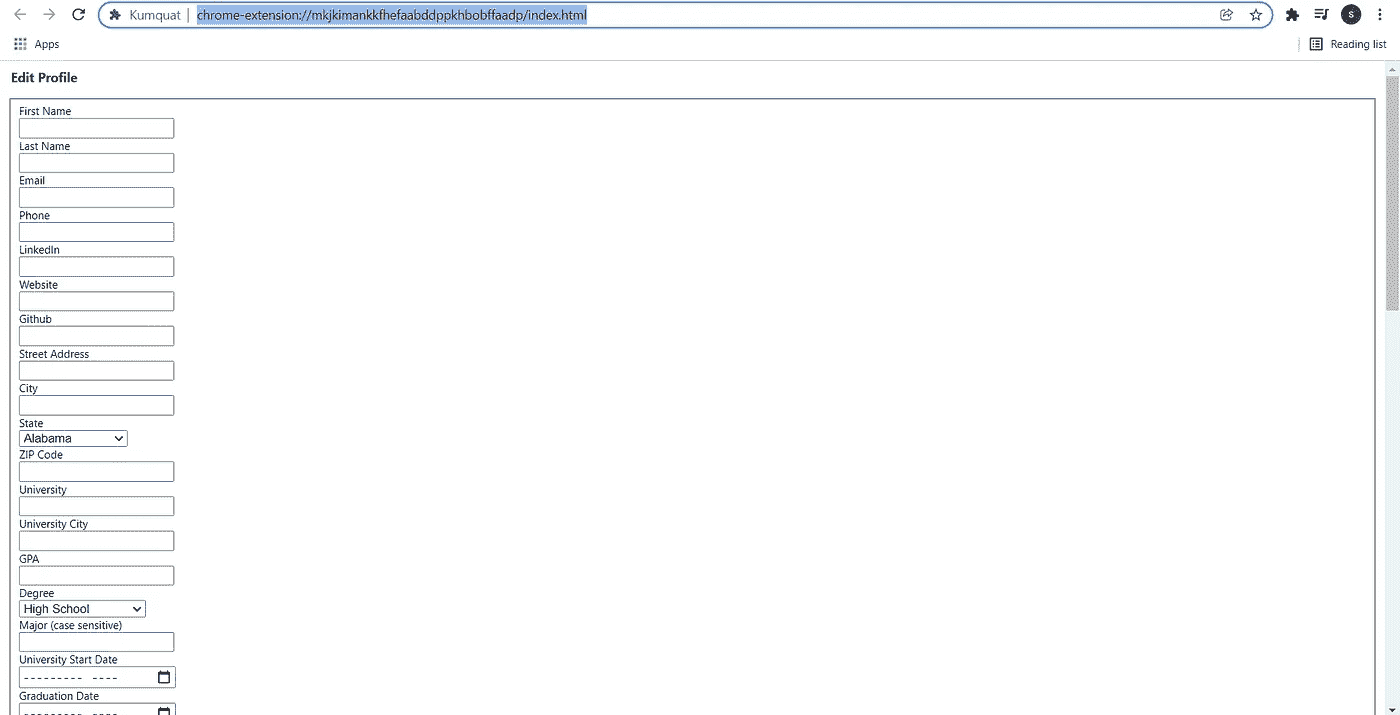 Kumquat | chrome-extension://mkjkimankkfhefaabddppkhbobffaadp/index.html
S
Apps
Reading list
Edit Profile
First Name
Last Name
Email
Phone
LinkedIn
Website
Github
Street Address
City
State
Alabama
ZIP Code
University
University City
GPA
Degree
High School
Major (case sensitive)
University Start Date
--------- ----
Graduation Date
--------- ----